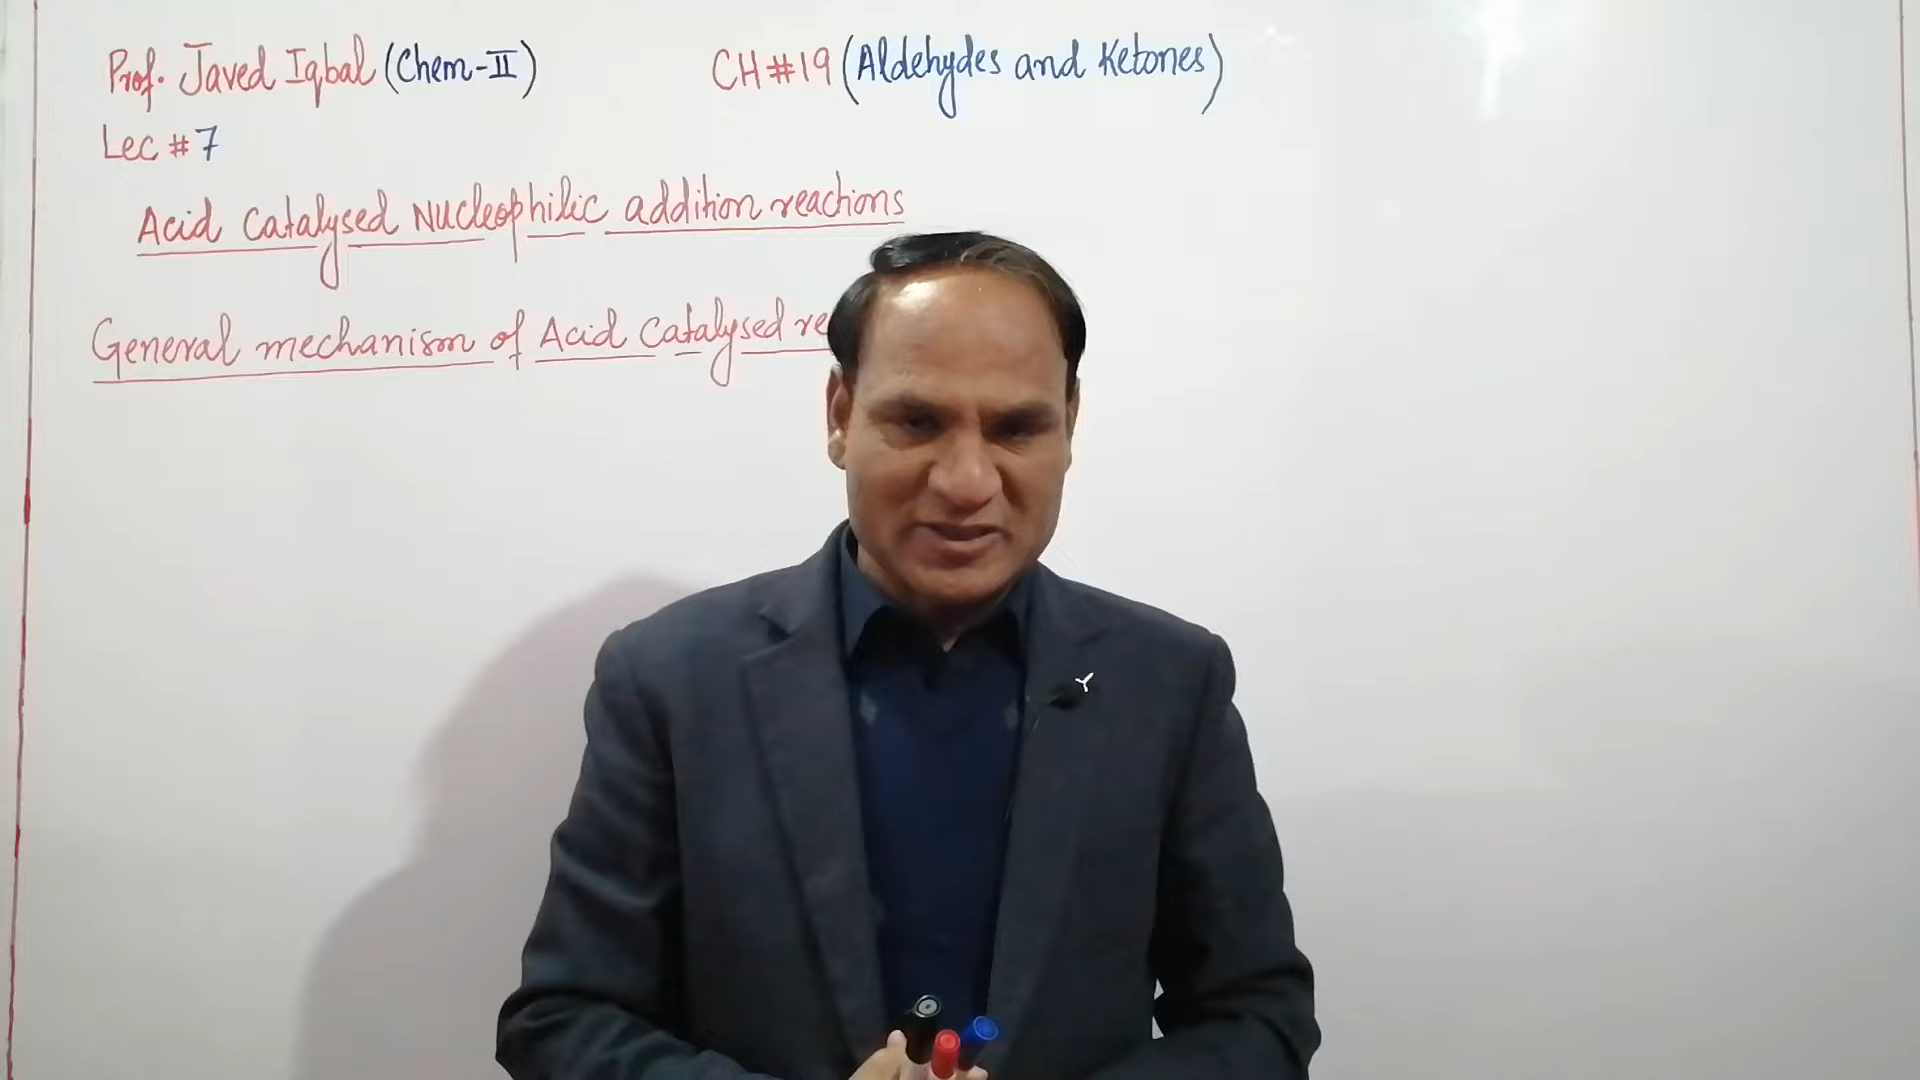 Prof. Javed Iqbal (Chem-II) CH #19 (Aldehydes and Ketones)
Lec # 7
Acid Catalysed Nucleophilic addition reactions
General mechanism of Acid Catalysed